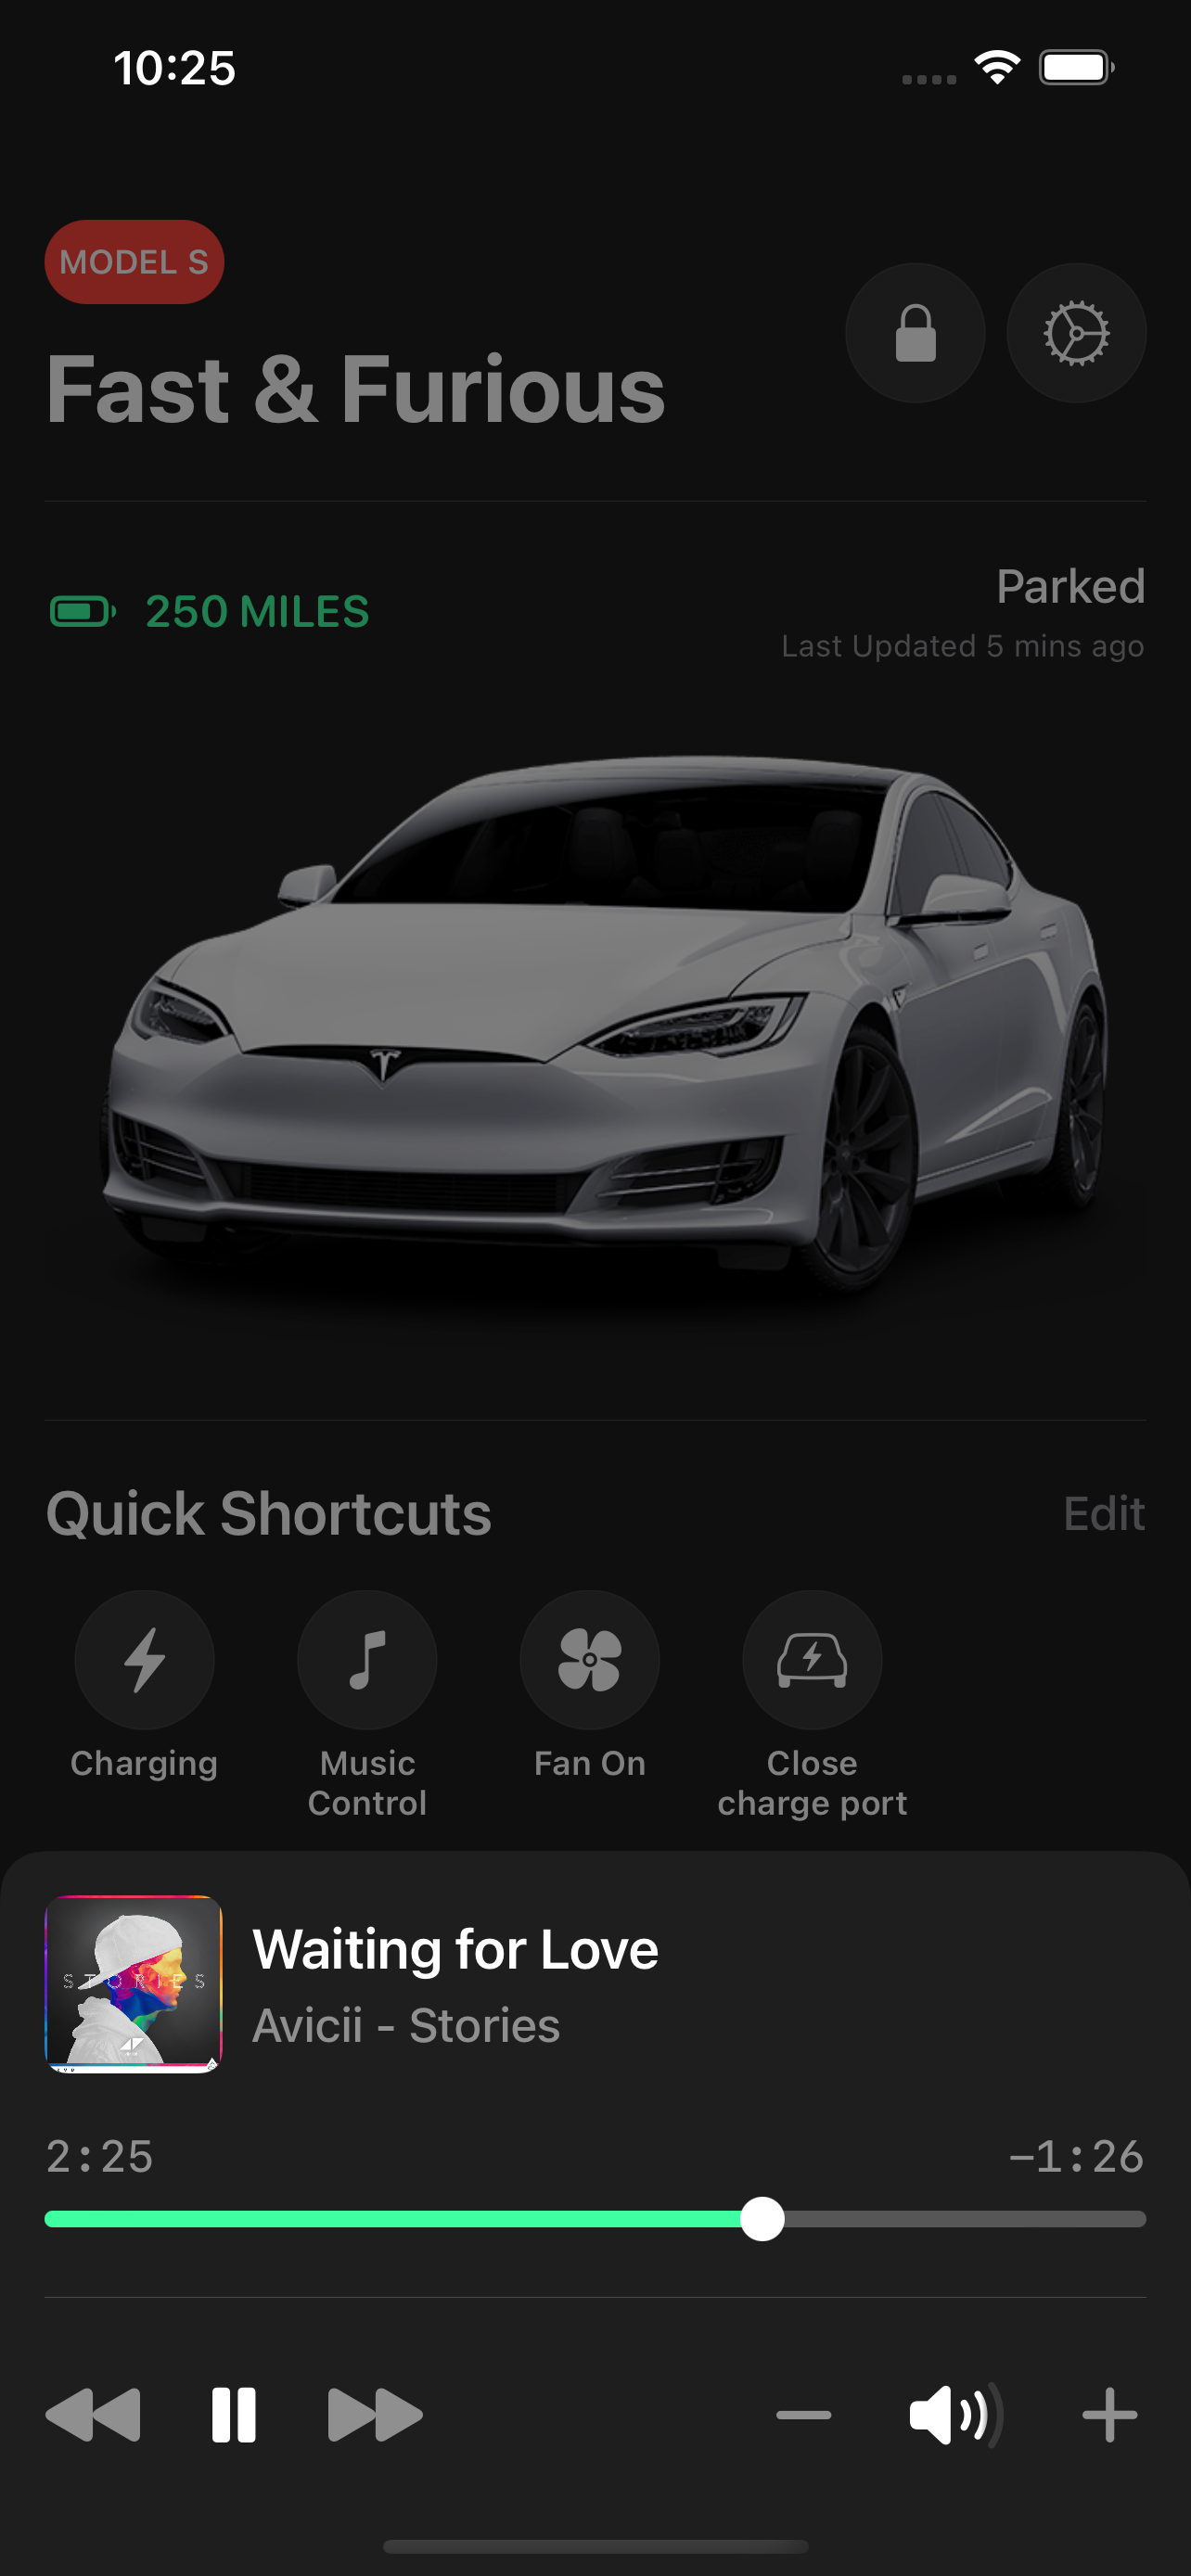 10:25
MODEL S
Fast & Furious
250 MILES
Parked
Last Updated 5 mins ago
Quick Shortcuts
Edit
Charging
Music
Control
Fan On
Close
charge port
STORIES
Waiting for Love
Avicii - Stories
2:25
–1:26